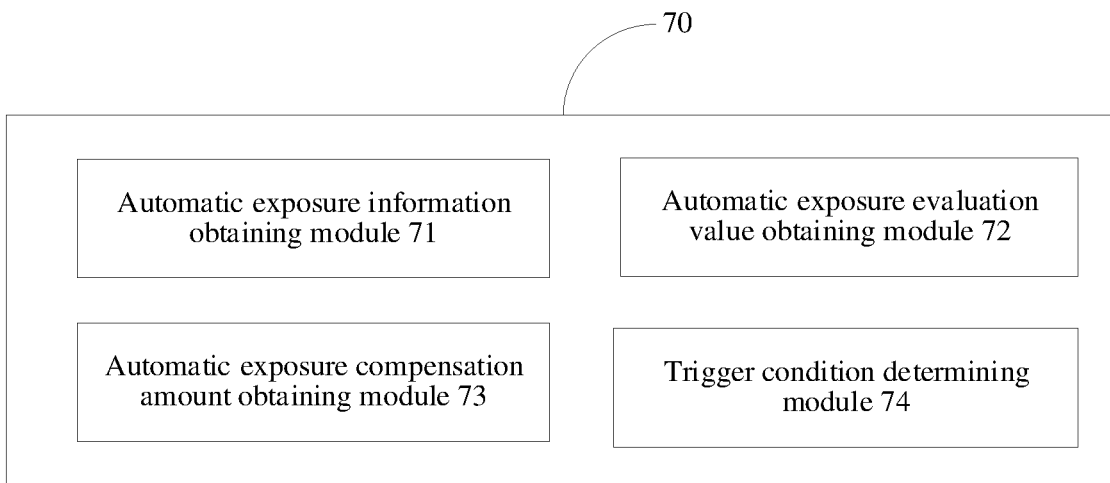 70
Automatic exposure information
obtaining module 71
Automatic exposure evaluation
value obtaining module 72
Automatic exposure compensation
amount obtaining module 73
Trigger condition determining
module 74